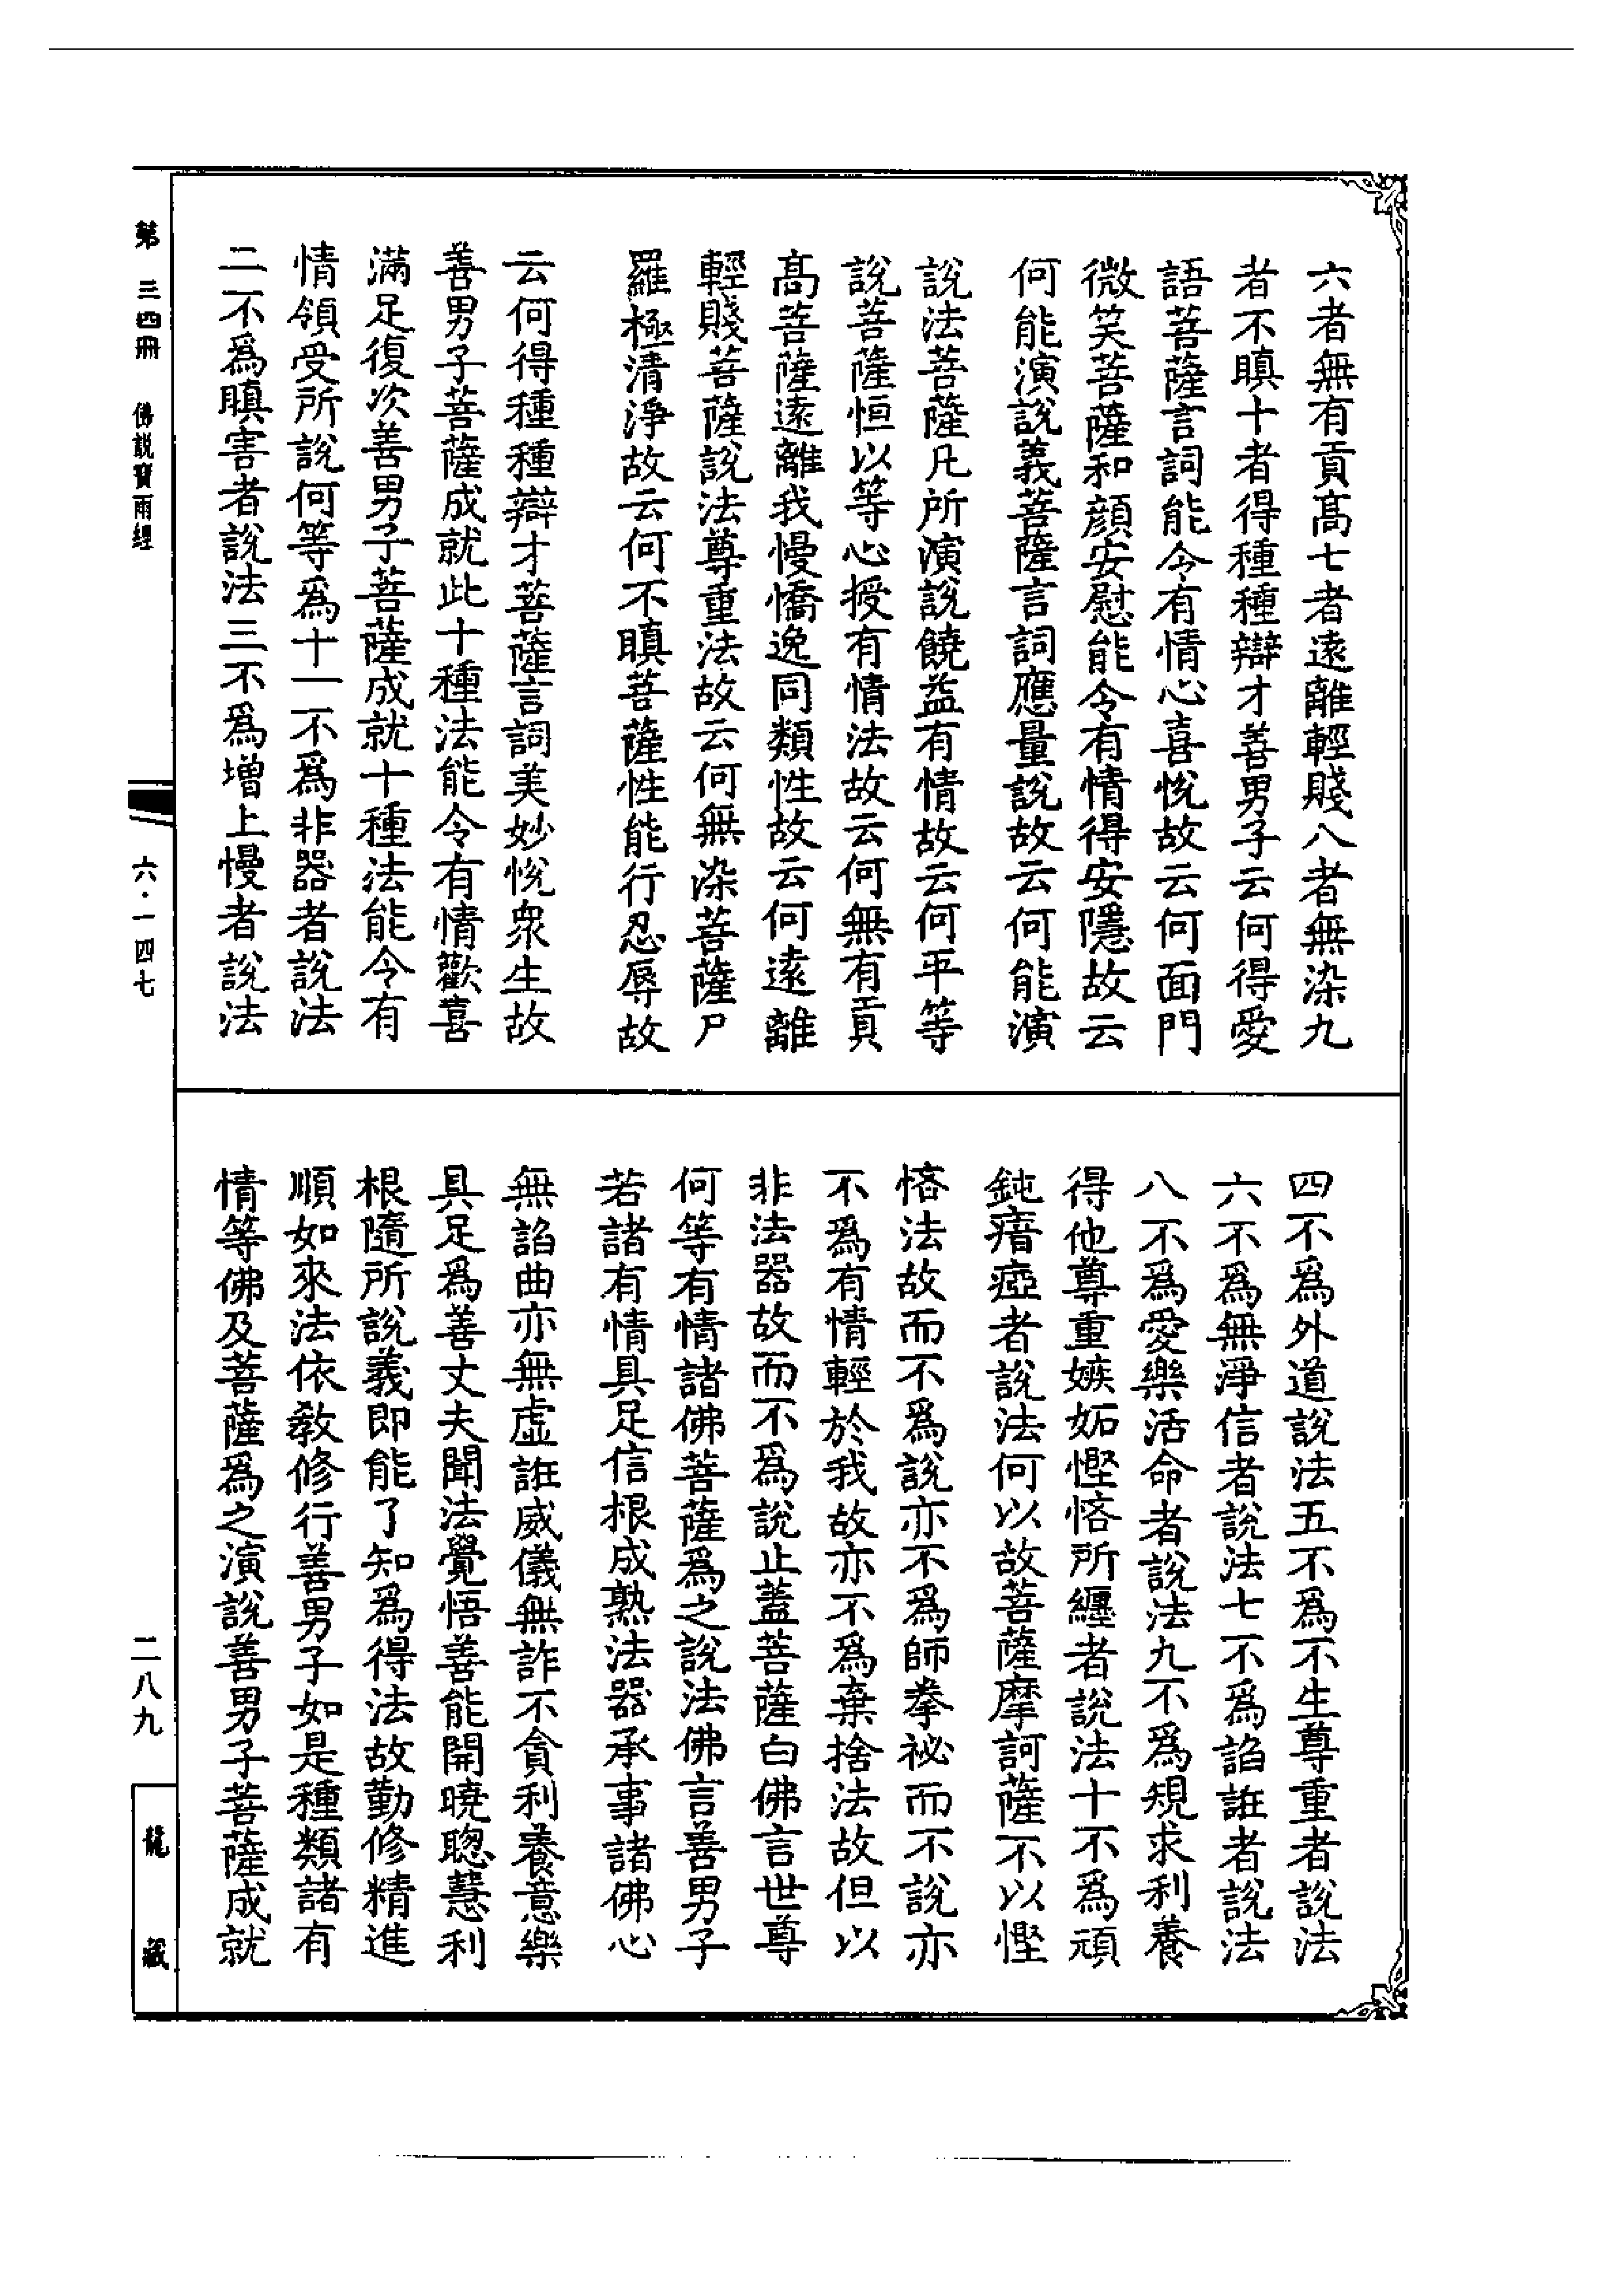 六者無有貢髙七者遠離輕賤八者無染九
者不瞋十者得種種辯才善男子云何得愛
語菩薩言詞能令有情心喜悅故云何面門
微笑菩薩和顔安慰能令有情得安隱故云
何能演說義菩薩言詞應量說故云何能演
說法菩薩凡所演說饒益有情故云何平等
說菩薩恒以等心授有情法故云何無有貢
髙菩薩遠離我慢憍逸同類性故云何遠離
輕賤菩薩說法尊重法故云何無染菩薩尸
羅極清淨故云何不瞋菩薩性能行忍辱故
云何得種種辯才菩薩言詞美妙悅衆生故
善男子菩薩成就此十種法能令有情歡喜
滿足復次善男子菩薩成就十種法能令有
情領受所說何等爲十一不爲非器者說法
二不爲瞋害者說法三不爲增上慢者說法
四不爲外道說法五不爲不生尊重者說法
六不爲無淨信者說法七不爲諂誑者說法
八不爲愛樂活命者說法九不爲規求利養
得他尊重嫉妬慳悋所纒者說法十不爲頑
鈍瘖瘂者說法何以故菩薩摩訶薩不以慳
悋法故而不爲說亦不爲師拳祕而不說亦
不爲有情輕於我故亦不爲棄捨法故但以
非法器故而不爲說止蓋菩薩白佛言世尊
何等有情諸佛菩薩爲之說法佛言善男子
若諸有情具足信根成熟法器承事諸佛心
無諂曲亦無虛誑威儀無詐不貪利養意樂
具足爲善丈夫聞法覺悟善能開曉聰慧利
根隨所說義即能了知爲得法故勤修精進
順如來法依教修行善男子如是種類諸有
情等佛及菩薩爲之演說善男子菩薩成就
第三四冊 佛說寶雨經
六·一四七
二八九
龍藏